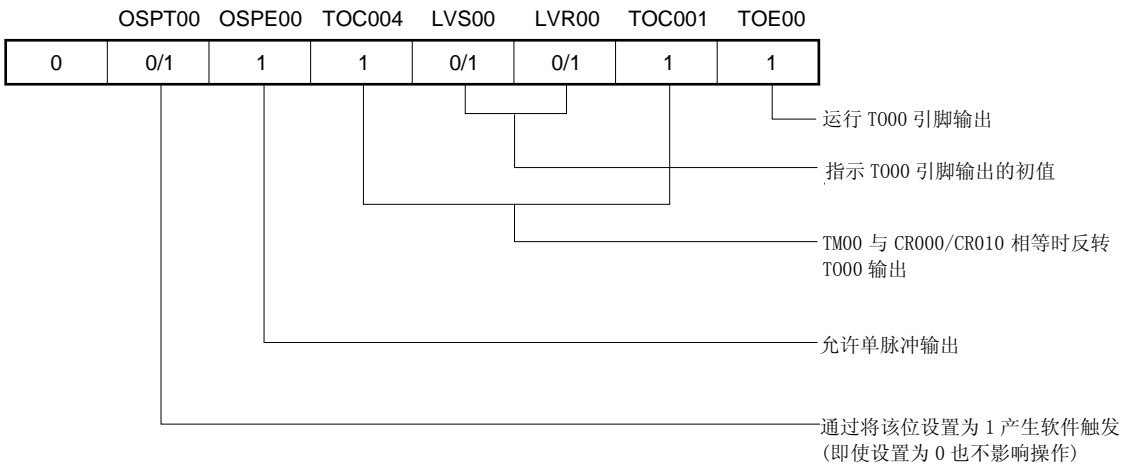 OSPT00 OSPE00 TOC004 LVS00 LVR00 TOC001 TOE00
0 0/1 1 1 0/1 0/1 1 1
运行 TO00 引脚输出
指示 TO00 引脚输出的初值
TM00 与 CR000/CR010 相等时反转
TO00 输出
允许单脉冲输出
通过将该位设置为 1 产生软件触发
(即使设置为 0 也不影响操作)